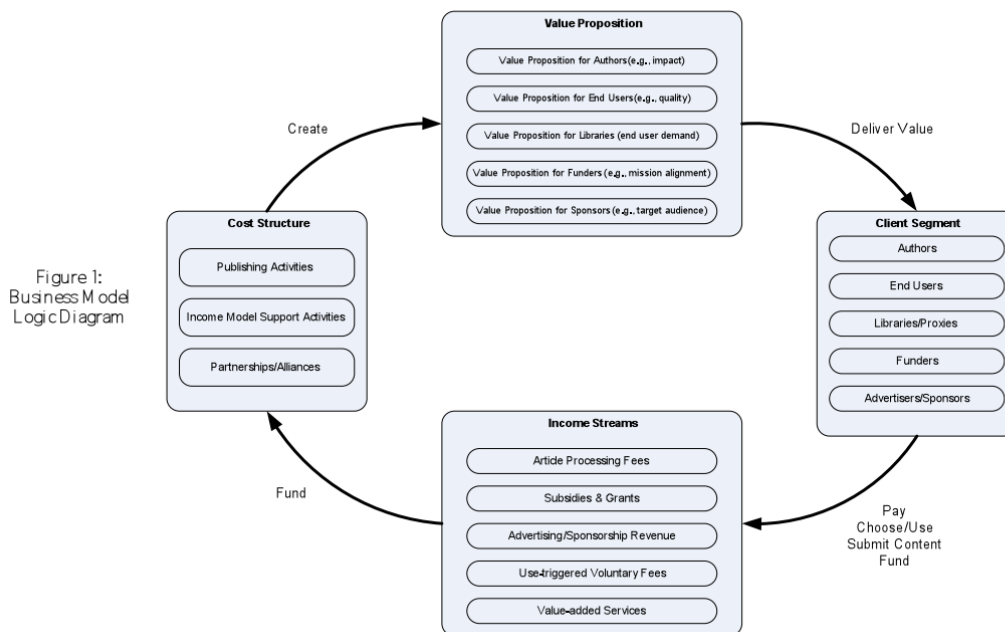 Value Proposition
Value Proposition for Authors(e.g., impact)
Value Proposition for End Users(e.g., quality)
Value Proposition for Libraries (end user demand)
Value Proposition for Funders (e.g., mission alignment)
Value Proposition for Sponsors (e.g., target audience)
Create
Deliver Value
Cost Structure
Publishing Activities
Income Model Support Activities
Partnerships/Alliances
Client Segment
Authors
End Users
Libraries/Proxies
Funders
Advertisers/Sponsors
Figure 1:
Business Model
Logic Diagram
Income Streams
Article Processing Fees
Subsidies & Grants
Advertising/Sponsorship Revenue
Use-triggered Voluntary Fees
Value-added Services
Fund
Pay
Choose/Use
Submit Content
Fund